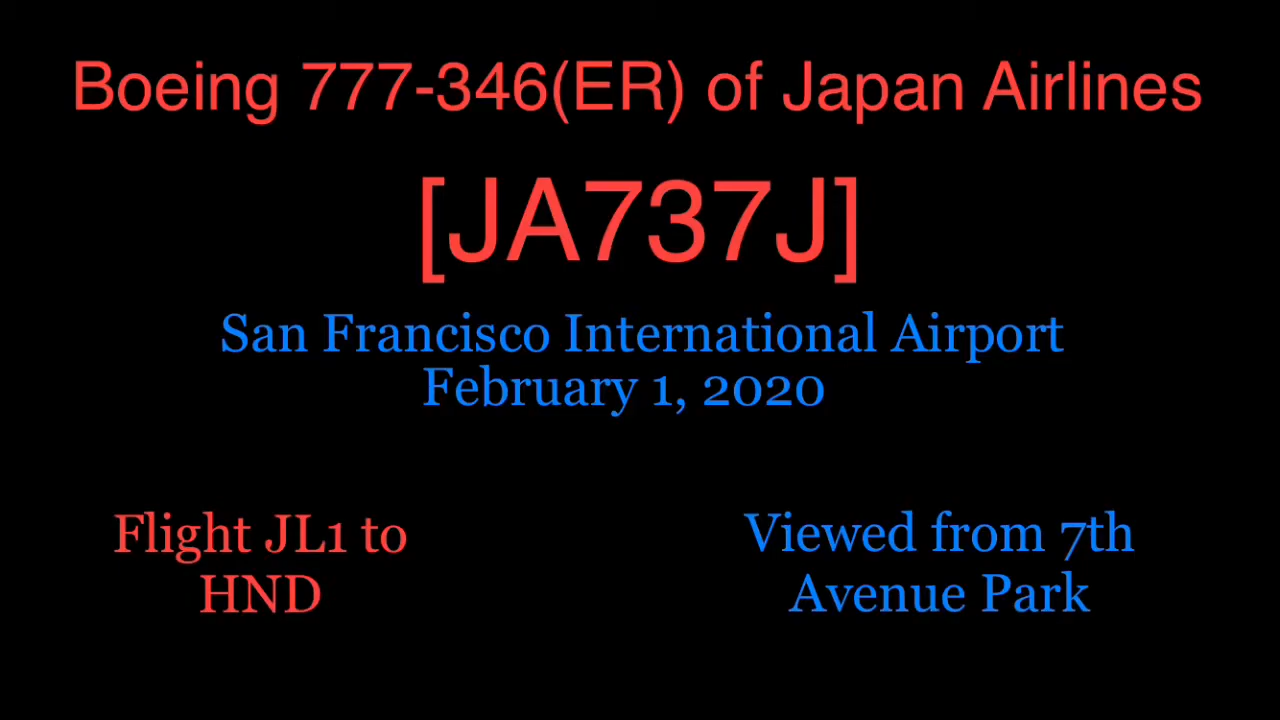 Boeing 777-346(ER) of Japan Airlines
[JA737J]
San Francisco International Airport
February 1, 2020
Flight JL1 to
HND
Viewed from 7th
Avenue Park